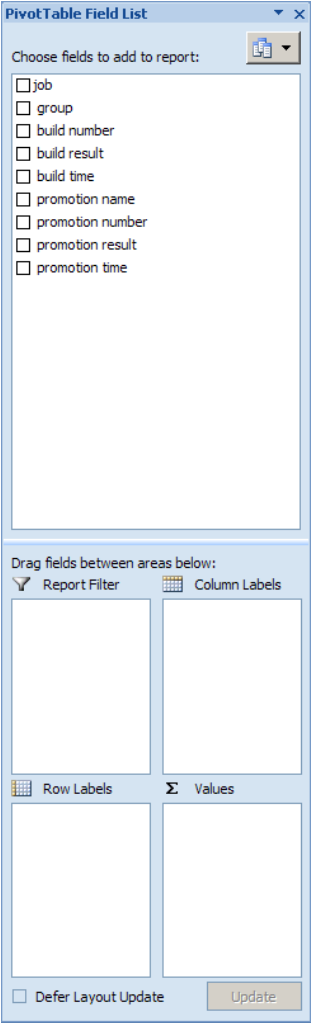 PivotTable Field List
Choose fields to add to report:
job
group
build number
build result
build time
promotion name
promotion number
promotion result
promotion time
Drag fields between areas below:
Report Filter
Column Labels
Row Labels
Σ Values
Defer Layout Update
Update